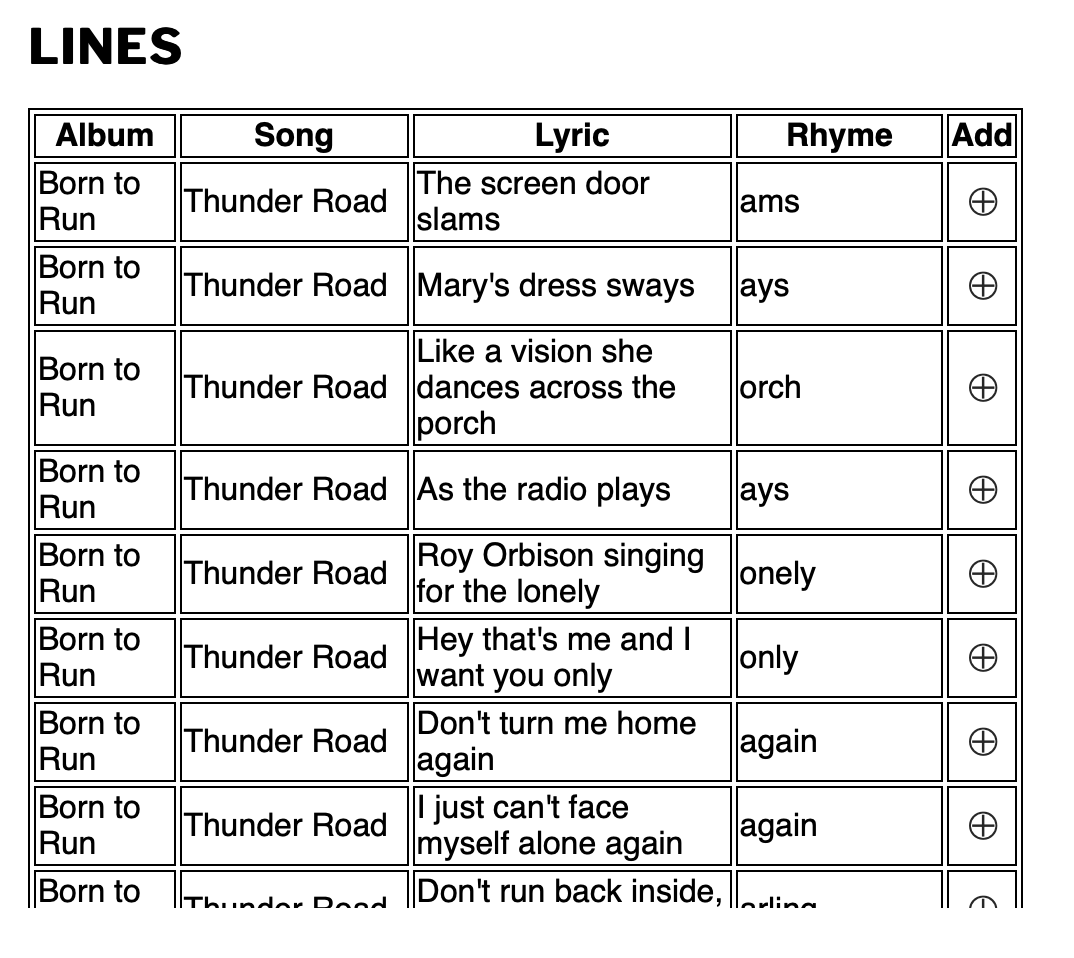 LINES
Album Song Lyric Rhyme Add
Born to Run Thunder Road The screen door slams ams ⊕
Born to Run Thunder Road Mary's dress sways ays ⊕
Born to Run Thunder Road Like a vision she dances across the porch orch ⊕
Born to Run Thunder Road As the radio plays ays ⊕
Born to Run Thunder Road Roy Orbison singing for the lonely onely ⊕
Born to Run Thunder Road Hey that's me and I want you only only ⊕
Born to Run Thunder Road Don't turn me home again again ⊕
Born to Run Thunder Road I just can't face myself alone again again ⊕
Born to Thunder Road Don't run back inside, arling ⊕